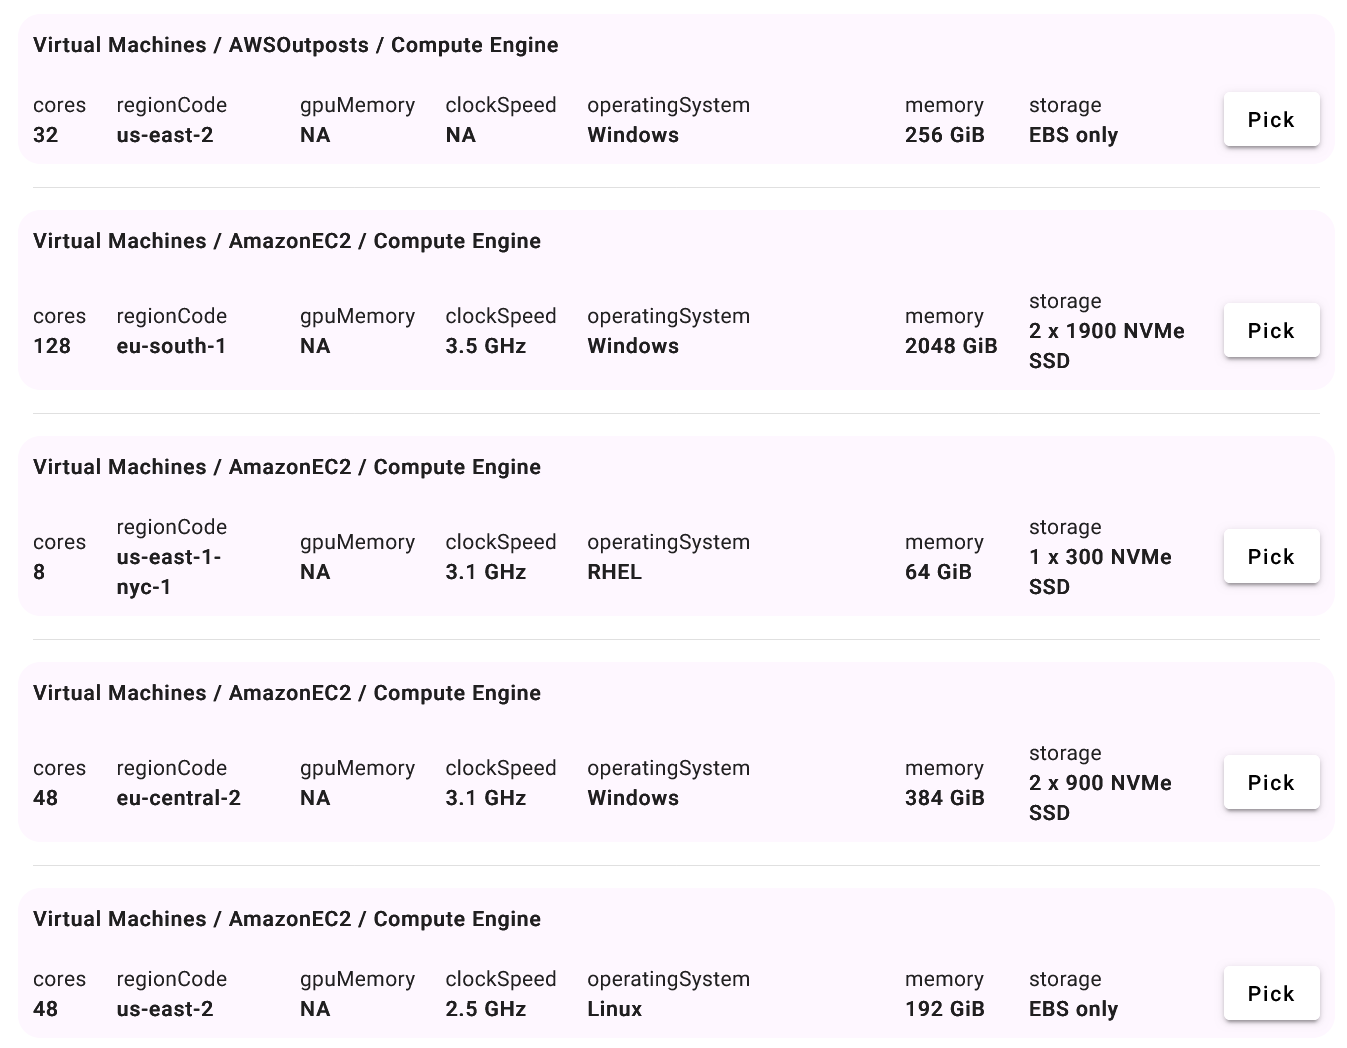 Virtual Machines / AWSOutposts / Compute Engine
cores regionCode gpuMemory clockSpeed operatingSystem memory storage
32 us-east-2 NA NA Windows 256 GiB EBS only
Pick
Virtual Machines / AmazonEC2 / Compute Engine
cores regionCode gpuMemory clockSpeed operatingSystem memory storage
128 eu-south-1 NA 3.5 GHz Windows 2048 GiB 2 x 1900 NVMe
SSD
Pick
Virtual Machines / AmazonEC2 / Compute Engine
cores regionCode gpuMemory clockSpeed operatingSystem memory storage
8 us-east-1- NA 3.1 GHz RHEL 64 GiB 1 x 300 NVMe
nyc-1 SSD
Pick
Virtual Machines / AmazonEC2 / Compute Engine
cores regionCode gpuMemory clockSpeed operatingSystem memory storage
48 eu-central-2 NA 3.1 GHz Windows 384 GiB 2 x 900 NVMe
SSD
Pick
Virtual Machines / AmazonEC2 / Compute Engine
cores regionCode gpuMemory clockSpeed operatingSystem memory storage
48 us-east-2 NA 2.5 GHz Linux 192 GiB EBS only
Pick